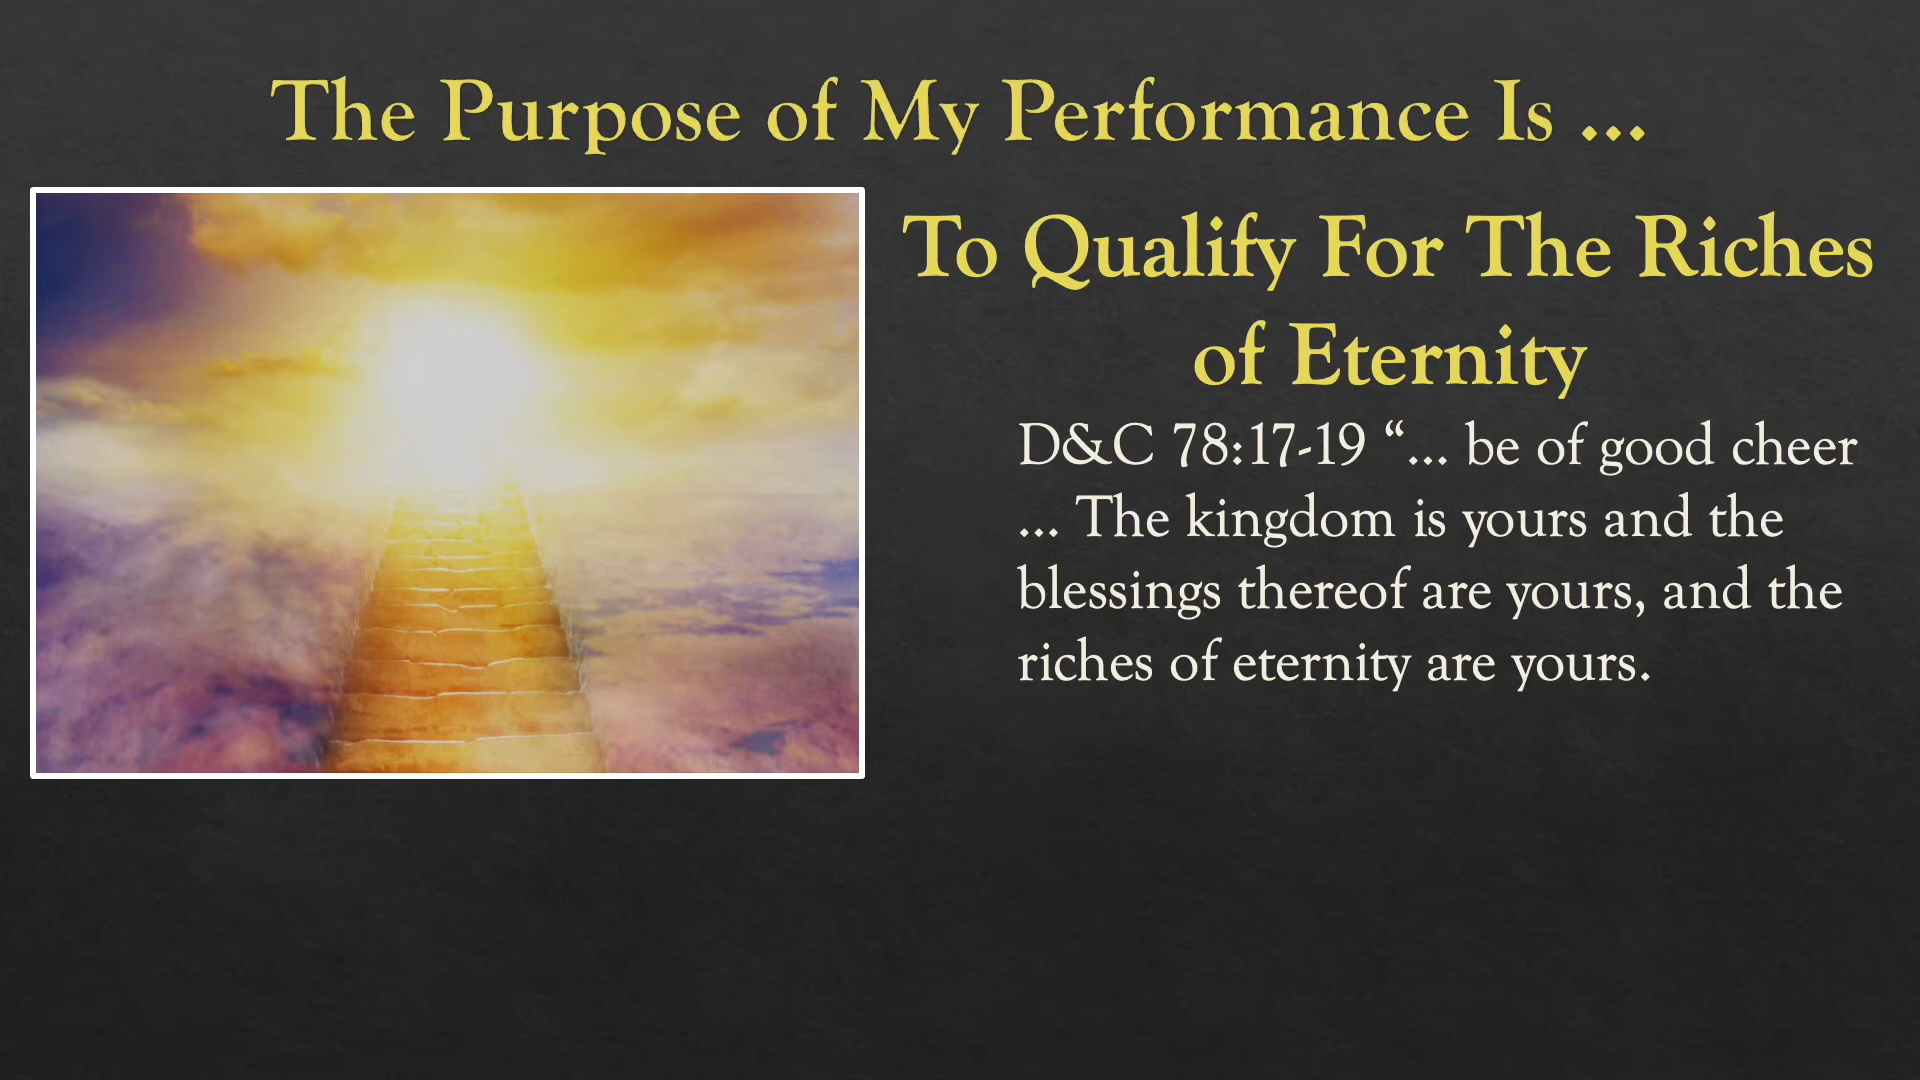 The Purpose of My Performance Is ...
To Qualify For The Riches
of Eternity
D&C 78:17-19 “... be of good cheer
... The kingdom is yours and the
blessings thereof are yours, and the
riches of eternity are yours.